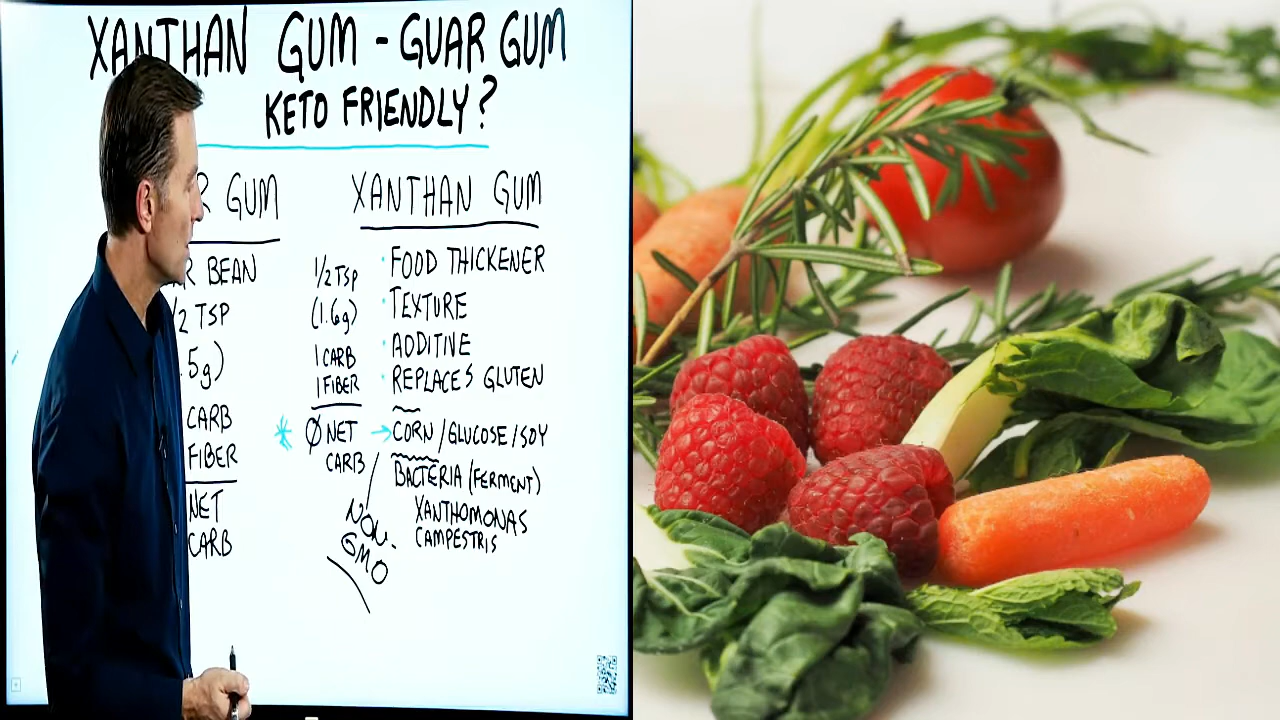 XANTHAN GUM - GUAR GUM
KETO FRIENDLY?
R GUM
R BEAN
/2 TSP
.5g)
CARB
FIBER
NET
CARB
XANTHAN GUM
1/2 TSP
(1.6g)
1 CARB
1 FIBER
* Ø NET
CARB
NON-
GMO
· FOOD THICKENER
· TEXTURE
· ADDITIVE
· REPLACES GLUTEN
→ CORN / GLUCOSE / SOY
BACTERIA (FERMENT)
XANTHOMONAS
CAMPESTRIS